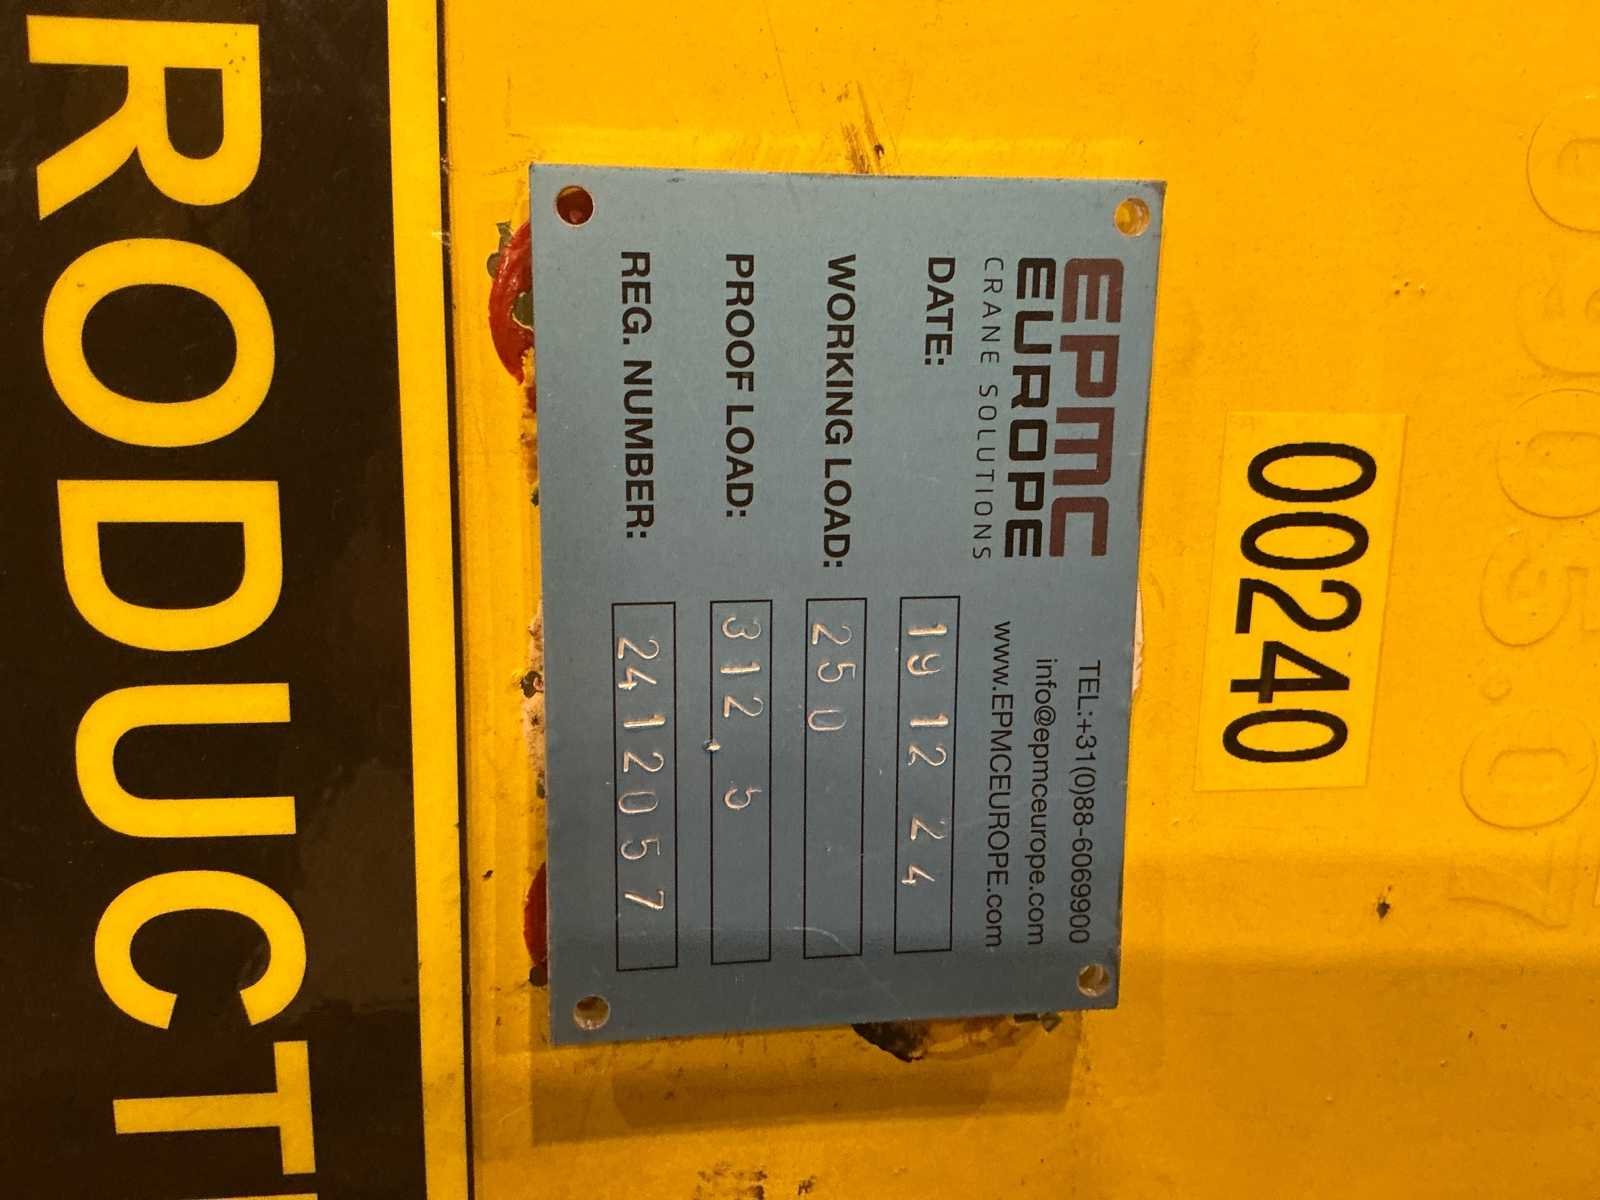 RODUCT
EPMC
EUROPE
CRANE SOLUTIONS
TEL:+31(0)88-6069900
info@epmceurope.com
www.EPMCEUROPE.com
DATE: 19 12 24
WORKING LOAD: 250
PROOF LOAD: 312,5
REG. NUMBER: 2412057
00240